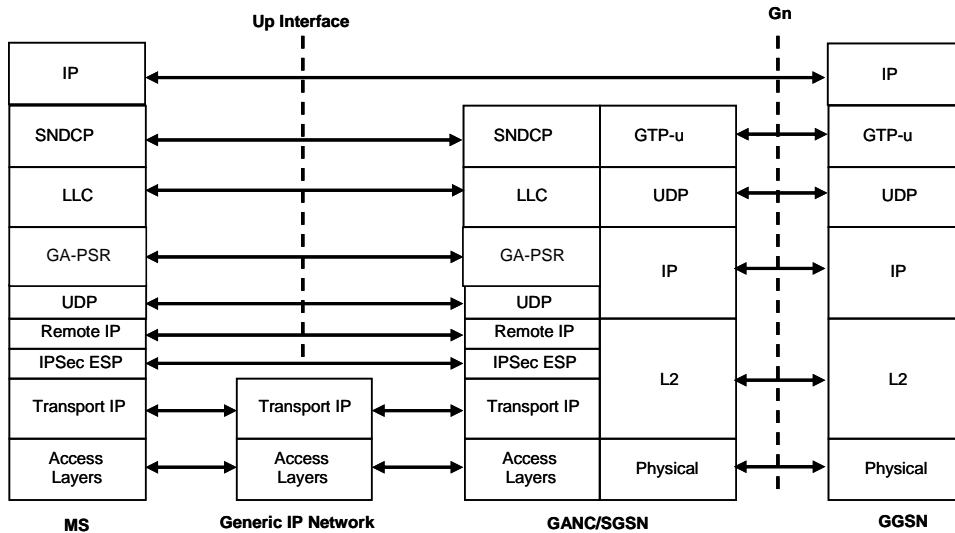 Up Interface
Gn
IP
IP
SNDCP
SNDCP
GTP-u
GTP-u
LLC
LLC
UDP
UDP
GA-PSR
GA-PSR
IP
IP
UDP
UDP
Remote IP
Remote IP
IPSec ESP
IPSec ESP
L2
L2
Transport IP
Transport IP
Transport IP
Access
Layers
Access
Layers
Access
Layers
Physical
Physical
MS
Generic IP Network
GANC/SGSN
GGSN